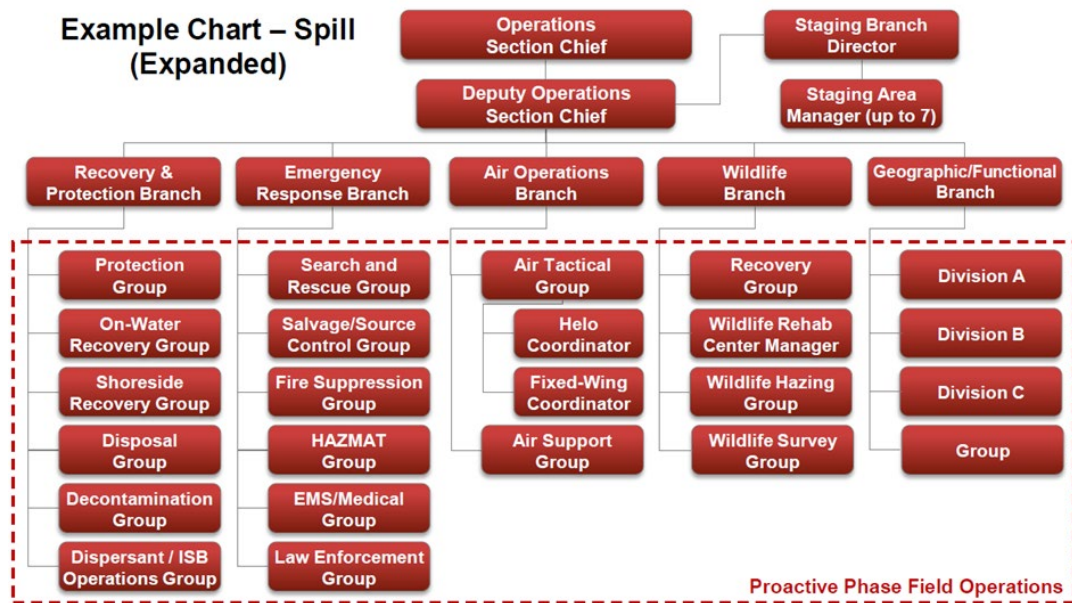 Example Chart – Spill
(Expanded)
Operations
Section Chief
Staging Branch
Director
Deputy Operations
Section Chief
Staging Area
Manager (up to 7)
Recovery &
Protection Branch
Emergency
Response Branch
Air Operations
Branch
Wildlife
Branch
Geographic/Functional
Branch
Protection
Group
On-Water
Recovery Group
Shoreside
Recovery Group
Disposal
Group
Decontamination
Group
Dispersant / ISB
Operations Group
Search and
Rescue Group
Salvage/Source
Control Group
Fire Suppression
Group
HAZMAT
Group
EMS/Medical
Group
Law Enforcement
Group
Air Tactical
Group
Helo
Coordinator
Fixed-Wing
Coordinator
Air Support
Group
Recovery
Group
Wildlife Rehab
Center Manager
Wildlife Hazing
Group
Wildlife Survey
Group
Division A
Division B
Division C
Group
Proactive Phase Field Operations